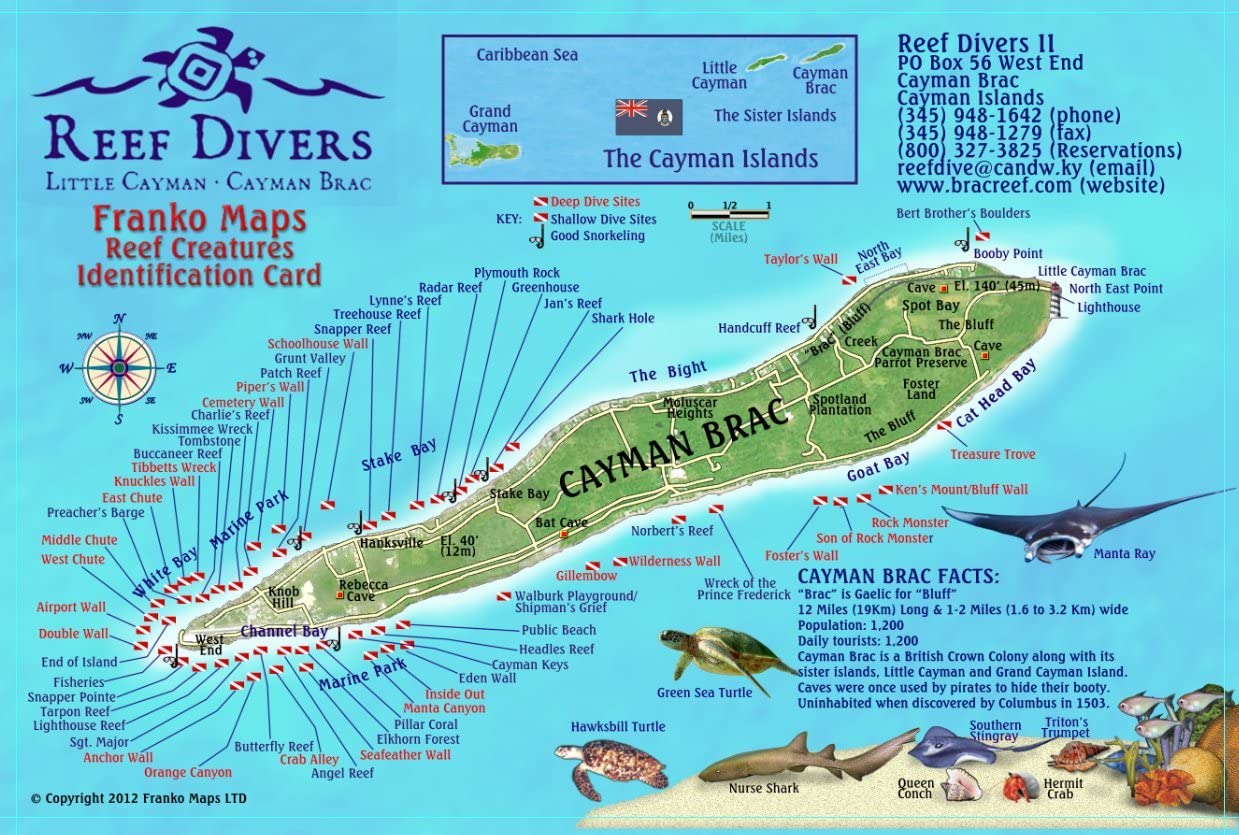 REEF DIVERS
LITTLE CAYMAN · CAYMAN BRAC
Franko Maps
Reef Creatures
Identification Card
Caribbean Sea
Little
Cayman
Cayman
Brac
Grand
Cayman
The Sister Islands
The Cayman Islands
Reef Divers II
PO Box 56 West End
Cayman Brac
Cayman Islands
(345) 948-1642 (phone)
(345) 948-1279 (fax)
(800) 327-3825 (Reservations)
reefdive@candw.ky (email)
www.bracreef.com (website)
KEY:
Deep Dive Sites
Shallow Dive Sites
Good Snorkeling
0 1/2 1
SCALE
(Miles)
N
NE
E
SE
S
SW
W
NW
Bert Brother's Boulders
Booby Point
Taylor's Wall
North
East Bay
Little Cayman Brac
North East Point
Lighthouse
Cave
El. 140' (45m)
Spot Bay
The Bluff
Cave
Handcuff Reef
"Brac" (Bluff)
Creek
Cayman Brac
Parrot Preserve
Foster
Land
Spotland
Plantation
The Bluff
Cat Head Bay
Goat Bay
The Bight
Moluscar
Heights
CAYMAN BRAC
Stake Bay
Stake Bay
Bat Cave
Hanksville
El. 40'
(12m)
Rebecca
Cave
Knob
Hill
West
End
Channel Bay
Marine Park
White Bay
Marine Park
Plymouth Rock
Greenhouse
Radar Reef
Jan's Reef
Lynne's Reef
Shark Hole
Treehouse Reef
Snapper Reef
Schoolhouse Wall
Grunt Valley
Patch Reef
Piper's Wall
Cemetery Wall
Charlie's Reef
Kissimmee Wreck
Tombstone
Buccaneer Reef
Tibbetts Wreck
Knuckles Wall
East Chute
Preacher's Barge
Middle Chute
West Chute
Airport Wall
Double Wall
End of Island
Fisheries
Snapper Pointe
Tarpon Reef
Lighthouse Reef
Sgt. Major
Anchor Wall
Orange Canyon
Butterfly Reef
Crab Alley
Angel Reef
Seafeather Wall
Elkhorn Forest
Pillar Coral
Manta Canyon
Inside Out
Eden Wall
Cayman Keys
Headles Reef
Public Beach
Walburk Playground/
Shipman's Grief
Gillembow
Wilderness Wall
Norbert's Reef
Wreck of the
Prince Frederick
Foster's Wall
Son of Rock Monster
Rock Monster
Ken's Mount/Bluff Wall
Treasure Trove
Manta Ray
CAYMAN BRAC FACTS:
"Brac" is Gaelic for "Bluff"
12 Miles (19Km) Long & 1-2 Miles (1.6 to 3.2 Km) wide
Population: 1,200
Daily tourists: 1,200
Cayman Brac is a British Crown Colony along with its
sister islands, Little Cayman and Grand Cayman Island.
Caves were once used by pirates to hide their booty.
Uninhabited when discovered by Columbus in 1503.
Green Sea Turtle
Hawksbill Turtle
Nurse Shark
Southern
Stingray
Triton's
Trumpet
Queen
Conch
Hermit
Crab
© Copyright 2012 Franko Maps LTD